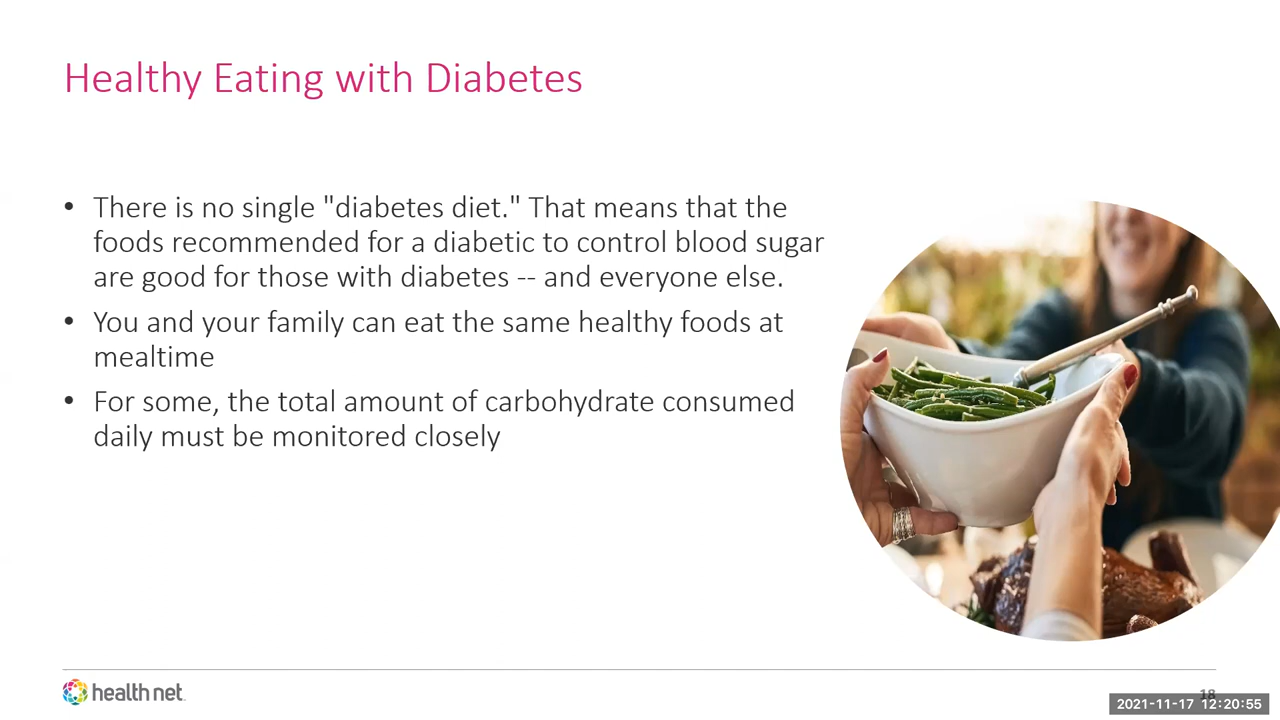 Healthy Eating with Diabetes
• There is no single "diabetes diet." That means that the
foods recommended for a diabetic to control blood sugar
are good for those with diabetes -- and everyone else.
• You and your family can eat the same healthy foods at
mealtime
• For some, the total amount of carbohydrate consumed
daily must be monitored closely
health net
18
2021-11-17 12:20:55